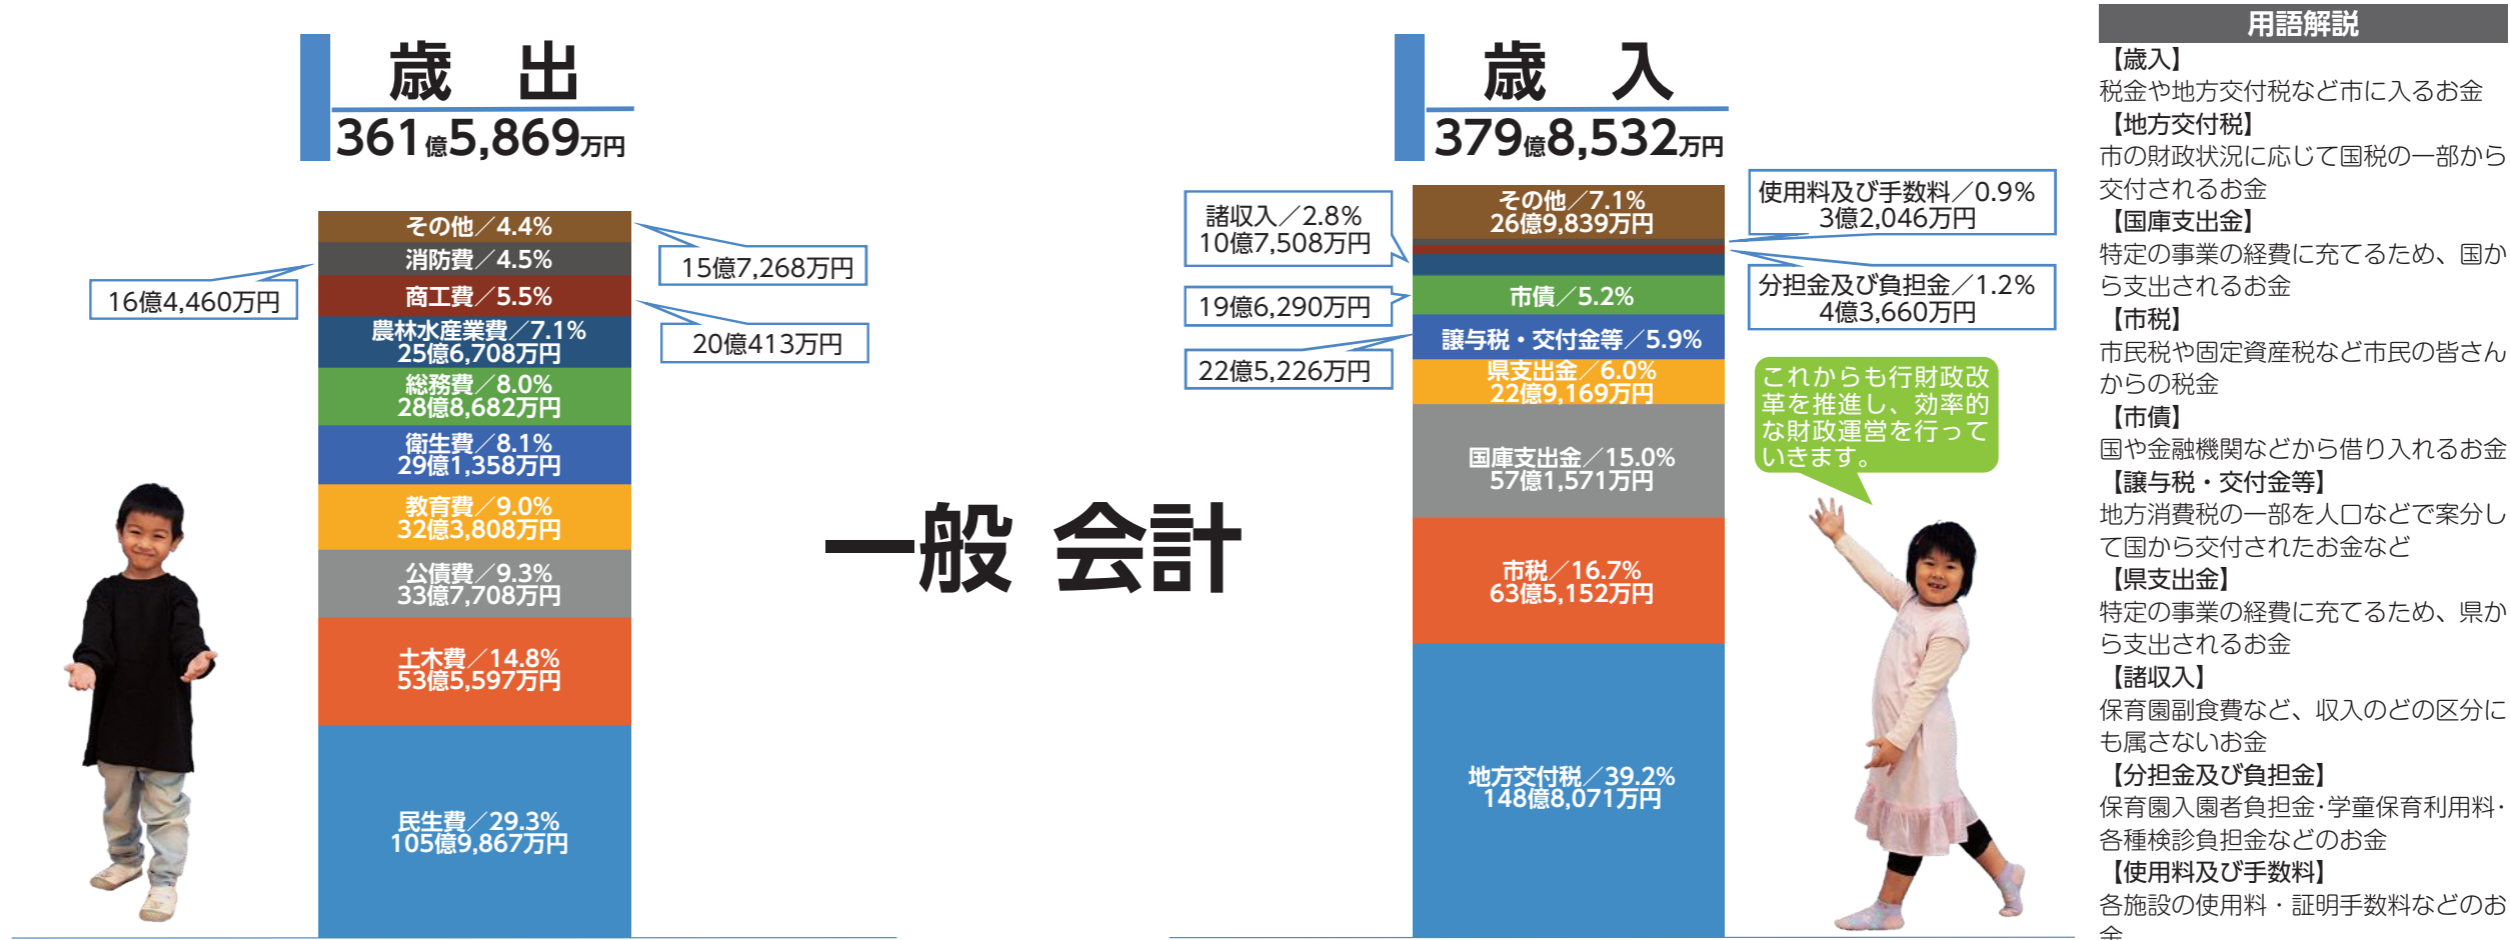 歳　出
361億5,869万円
その他／4.4%
15億7,268万円
消防費／4.5%
16億4,460万円
商工費／5.5%
20億413万円
農林水産業費／7.1%
25億6,708万円
総務費／8.0%
28億8,682万円
衛生費／8.1%
29億1,358万円
教育費／9.0%
32億3,808万円
公債費／9.3%
33億7,708万円
土木費／14.8%
53億5,597万円
民生費／29.3%
105億9,867万円
一般 会計
歳　入
379億8,532万円
その他／7.1%
26億9,839万円
使用料及び手数料／0.9%
3億2,046万円
分担金及び負担金／1.2%
4億3,660万円
諸収入／2.8%
10億7,508万円
市債／5.2%
19億6,290万円
譲与税・交付金等／5.9%
22億5,226万円
県支出金／6.0%
22億9,169万円
国庫支出金／15.0%
57億1,571万円
市税／16.7%
63億5,152万円
地方交付税／39.2%
148億8,071万円
これからも行財政改
革を推進し、効率的
な財政運営を行って
いきます。
用語解説
【歳入】
税金や地方交付税など市に入るお金
【地方交付税】
市の財政状況に応じて国税の一部から
交付されるお金
【国庫支出金】
特定の事業の経費に充てるため、国か
ら支出されるお金
【市税】
市民税や固定資産税など市民の皆さん
からの税金
【市債】
国や金融機関などから借り入れるお金
【譲与税・交付金等】
地方消費税の一部を人口などで案分し
て国から交付されたお金など
【県支出金】
特定の事業の経費に充てるため、県か
ら支出されるお金
【諸収入】
保育園副食費など、収入のどの区分に
も属さないお金
【分担金及び負担金】
保育園入園者負担金･学童保育利用料･
各種検診負担金などのお金
【使用料及び手数料】
各施設の使用料・証明手数料などのお
金